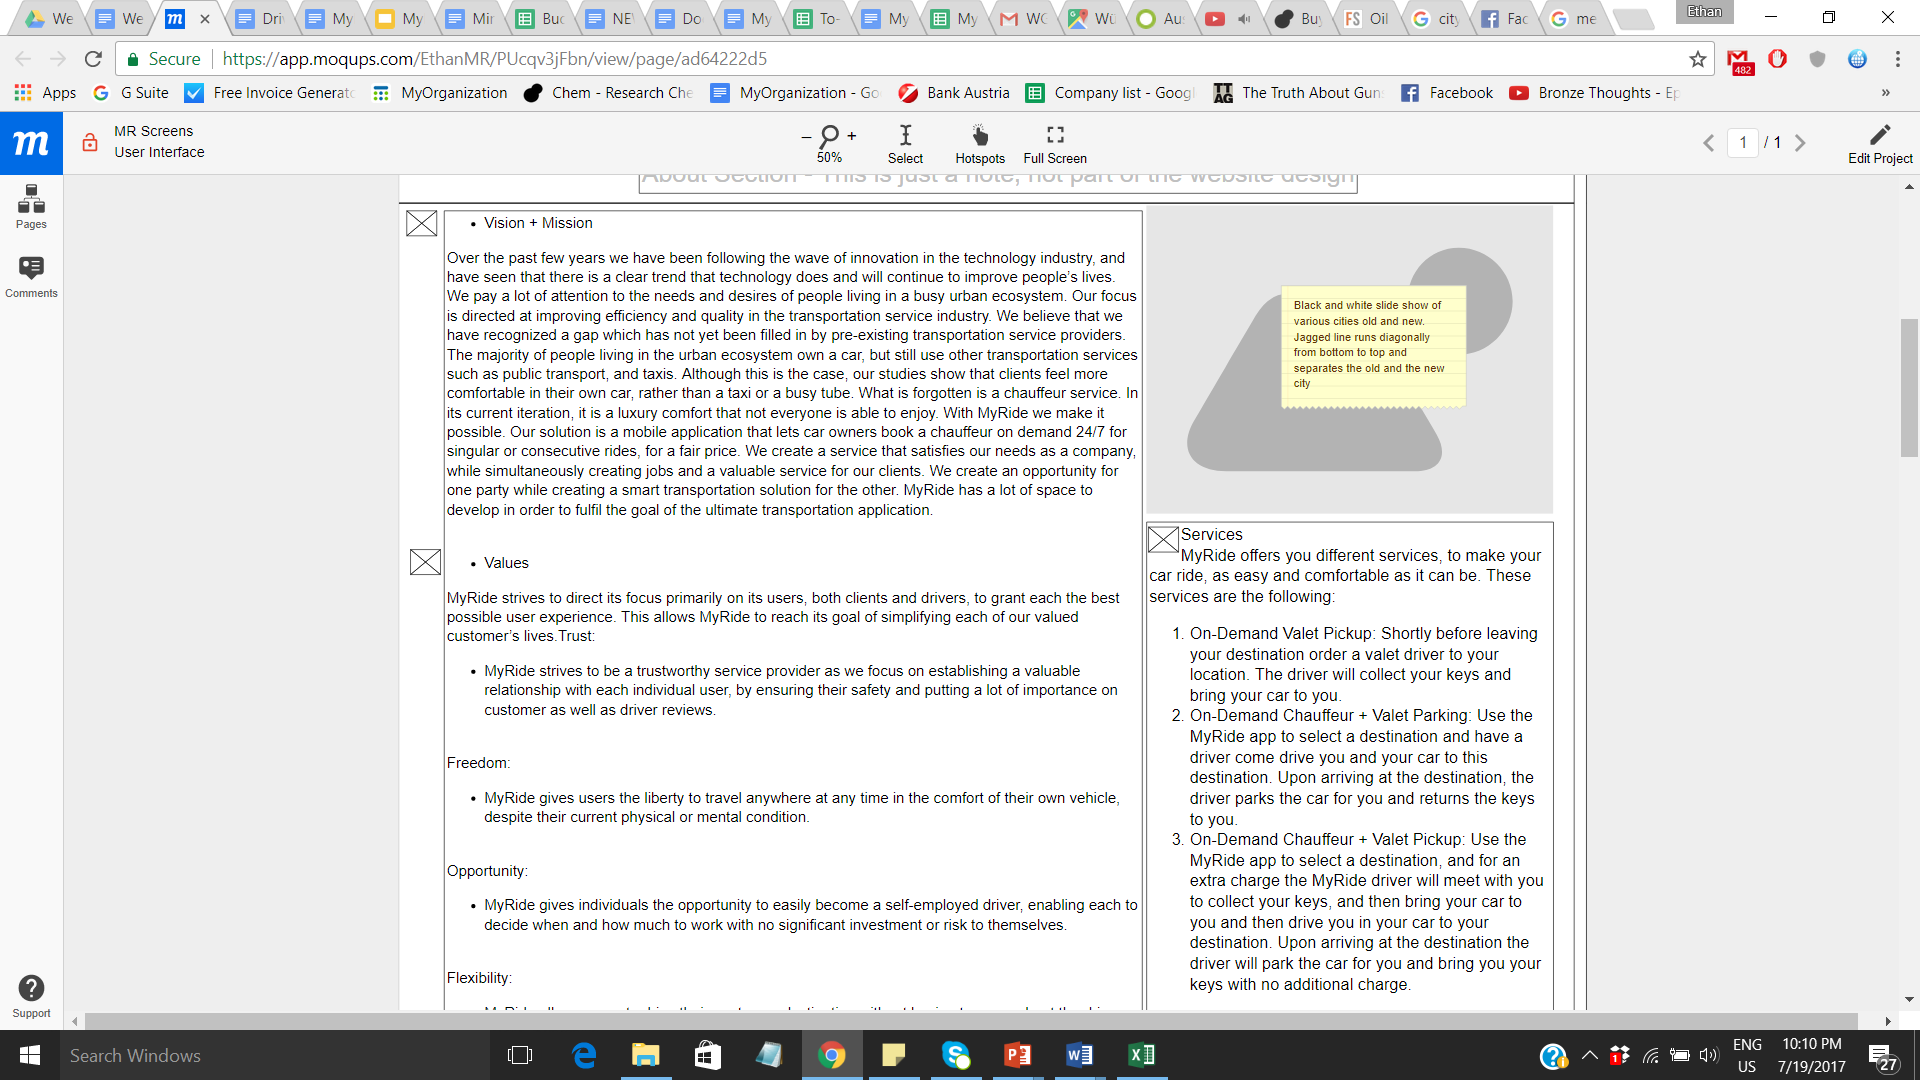 We
We
Dri
My
My
Mir
Buc
NE
Do
My
To-
My
My
WC
Wü
Au
Bu
Oil
city
Fac
me
Ethan
Secure
https://app.moqups.com/EthanMR/PUcqv3jFbn/view/page/ad64222d5
482
Apps
G Suite
Free Invoice Generat
MyOrganization
Chem - Research Che
MyOrganization - Go
Bank Austria
Company list - Googl
The Truth About Gun
Facebook
Bronze Thoughts - Ep
»
m
MR Screens
User Interface
50%
Select
Hotspots
Full Screen
1 / 1
Edit Project
Pages
Comments
Support
About Section - This is just a note, not part of the website design
• Vision + Mission
Over the past few years we have been following the wave of innovation in the technology industry, and
have seen that there is a clear trend that technology does and will continue to improve people's lives.
We pay a lot of attention to the needs and desires of people living in a busy urban ecosystem. Our focus
is directed at improving efficiency and quality in the transportation service industry. We believe that we
have recognized a gap which has not yet been filled in by pre-existing transportation service providers.
The majority of people living in the urban ecosystem own a car, but still use other transportation services
such as public transport, and taxis. Although this is the case, our studies show that clients feel more
comfortable in their own car, rather than a taxi or a busy tube. What is forgotten is a chauffeur service. In
its current iteration, it is a luxury comfort that not everyone is able to enjoy. With MyRide we make it
possible. Our solution is a mobile application that lets car owners book a chauffeur on demand 24/7 for
singular or consecutive rides, for a fair price. We create a service that satisfies our needs as a company,
while simultaneously creating jobs and a valuable service for our clients. We create an opportunity for
one party while creating a smart transportation solution for the other. MyRide has a lot of space to
develop in order to fulfil the goal of the ultimate transportation application.
• Values
MyRide strives to direct its focus primarily on its users, both clients and drivers, to grant each the best
possible user experience. This allows MyRide to reach its goal of simplifying each of our valued
customer's lives.Trust:
• MyRide strives to be a trustworthy service provider as we focus on establishing a valuable
relationship with each individual user, by ensuring their safety and putting a lot of importance on
customer as well as driver reviews.
Freedom:
• MyRide gives users the liberty to travel anywhere at any time in the comfort of their own vehicle,
despite their current physical or mental condition.
Opportunity:
• MyRide gives individuals the opportunity to easily become a self-employed driver, enabling each to
decide when and how much to work with no significant investment or risk to themselves.
Flexibility:
Black and white slide show of
various cities old and new.
Jagged line runs diagonally
from bottom to top and
separates the old and the new
city
Services
MyRide offers you different services, to make your
car ride, as easy and comfortable as it can be. These
services are the following:
1. On-Demand Valet Pickup: Shortly before leaving
your destination order a valet driver to your
location. The driver will collect your keys and
bring your car to you.
2. On-Demand Chauffeur + Valet Parking: Use the
MyRide app to select a destination and have a
driver come drive you and your car to this
destination. Upon arriving at the destination, the
driver parks the car for you and returns the keys
to you.
3. On-Demand Chauffeur + Valet Pickup: Use the
MyRide app to select a destination, and for an
extra charge the MyRide driver will meet with you
to collect your keys, and then bring your car to
you and then drive you in your car to your
destination. Upon arriving at the destination the
driver will park the car for you and bring you your
keys with no additional charge.
Search Windows
ENG
US
10:10 PM
7/19/2017
27